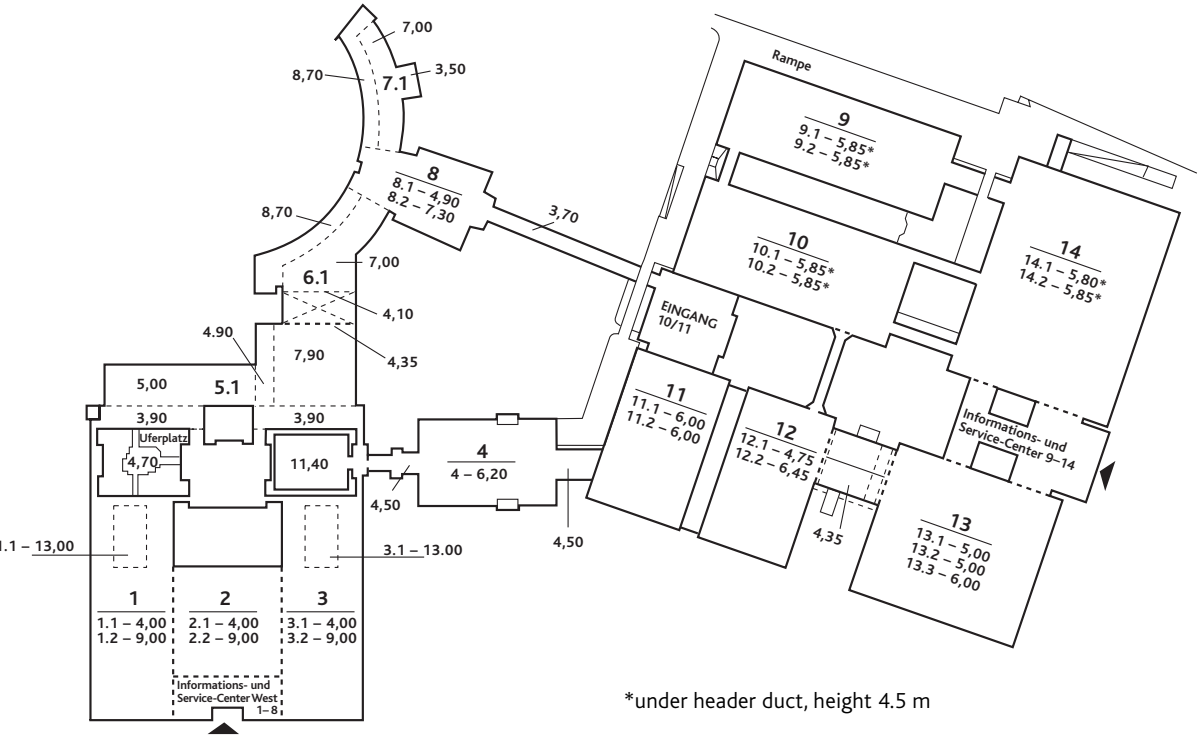 7,00
3,50
8,70
7.1
Rampe
9
9.1 – 5,85*
9.2 – 5,85*
8
8.1 – 4,90
8.2 – 7,30
8,70
3,70
10
10.1 – 5,85*
10.2 – 5,85*
14
14.1 – 5,80*
14.2 – 5,85*
7,00
6.1
4,10
EINGANG
10/11
4.90
7,90
4,35
5,00
5.1
3,90
3,90
Uferplatz
4,70
11,40
4
4 – 6,20
4,50
4,50
11
11.1 – 6,00
11.2 – 6,00
12
12.1 – 4,75
12.2 – 6,45
Informations- und
Service-Center 9–14
4,35
13
13.1 – 5,00
13.2 – 5,00
13.3 – 6,00
.1 – 13,00
3.1 – 13.00
1
1.1 – 4,00
1.2 – 9,00
2
2.1 – 4,00
2.2 – 9,00
3
3.1 – 4,00
3.2 – 9,00
Informations- und
Service-Center West
1–8
*under header duct, height 4.5 m